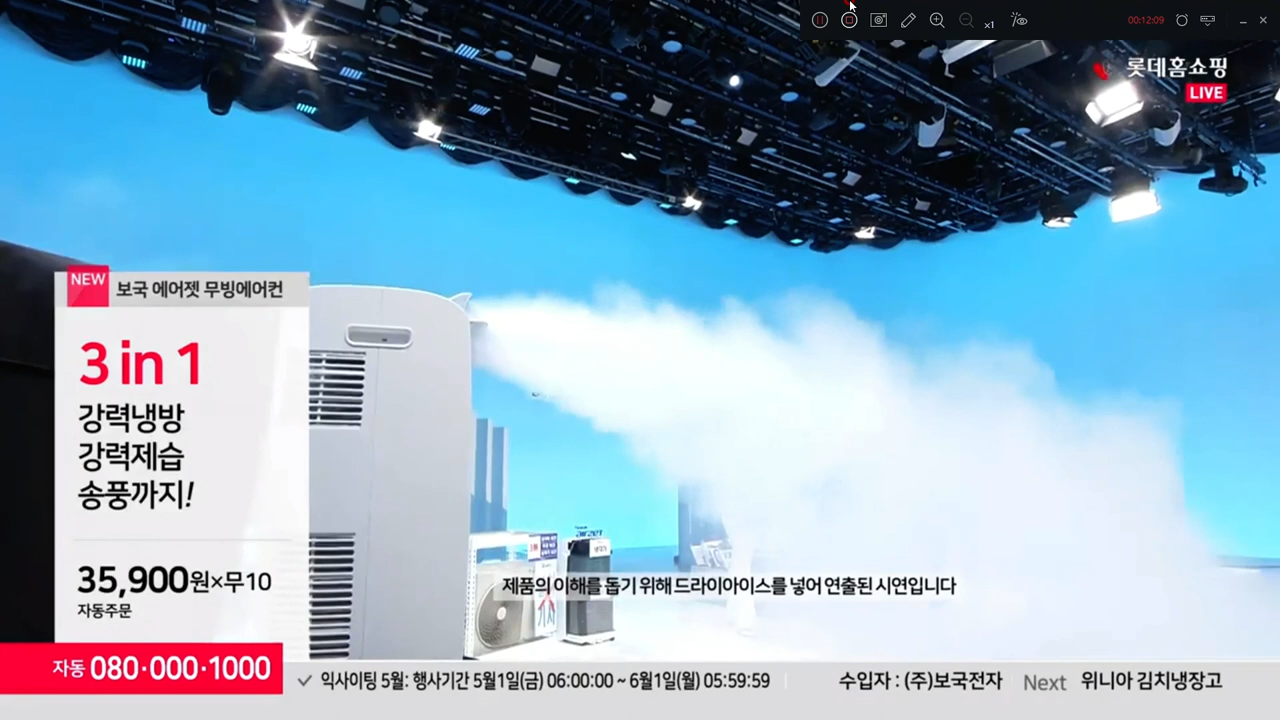 x1
00:12:09
롯데홈쇼핑
LIVE
NEW
보국 에어젯 무빙에어컨
3 in 1
강력냉방
강력제습
송풍까지!
35,900원×무10
자동주문
제품의 이해를 돕기 위해 드라이아이스를 넣어 연출된 시연입니다
자동 080·000·1000
익사이팅 5월: 행사기간 5월1일(금) 06:00:00 ~ 6월1일(월) 05:59:59
수입자 : (주)보국전자
Next 위니아 김치냉장고